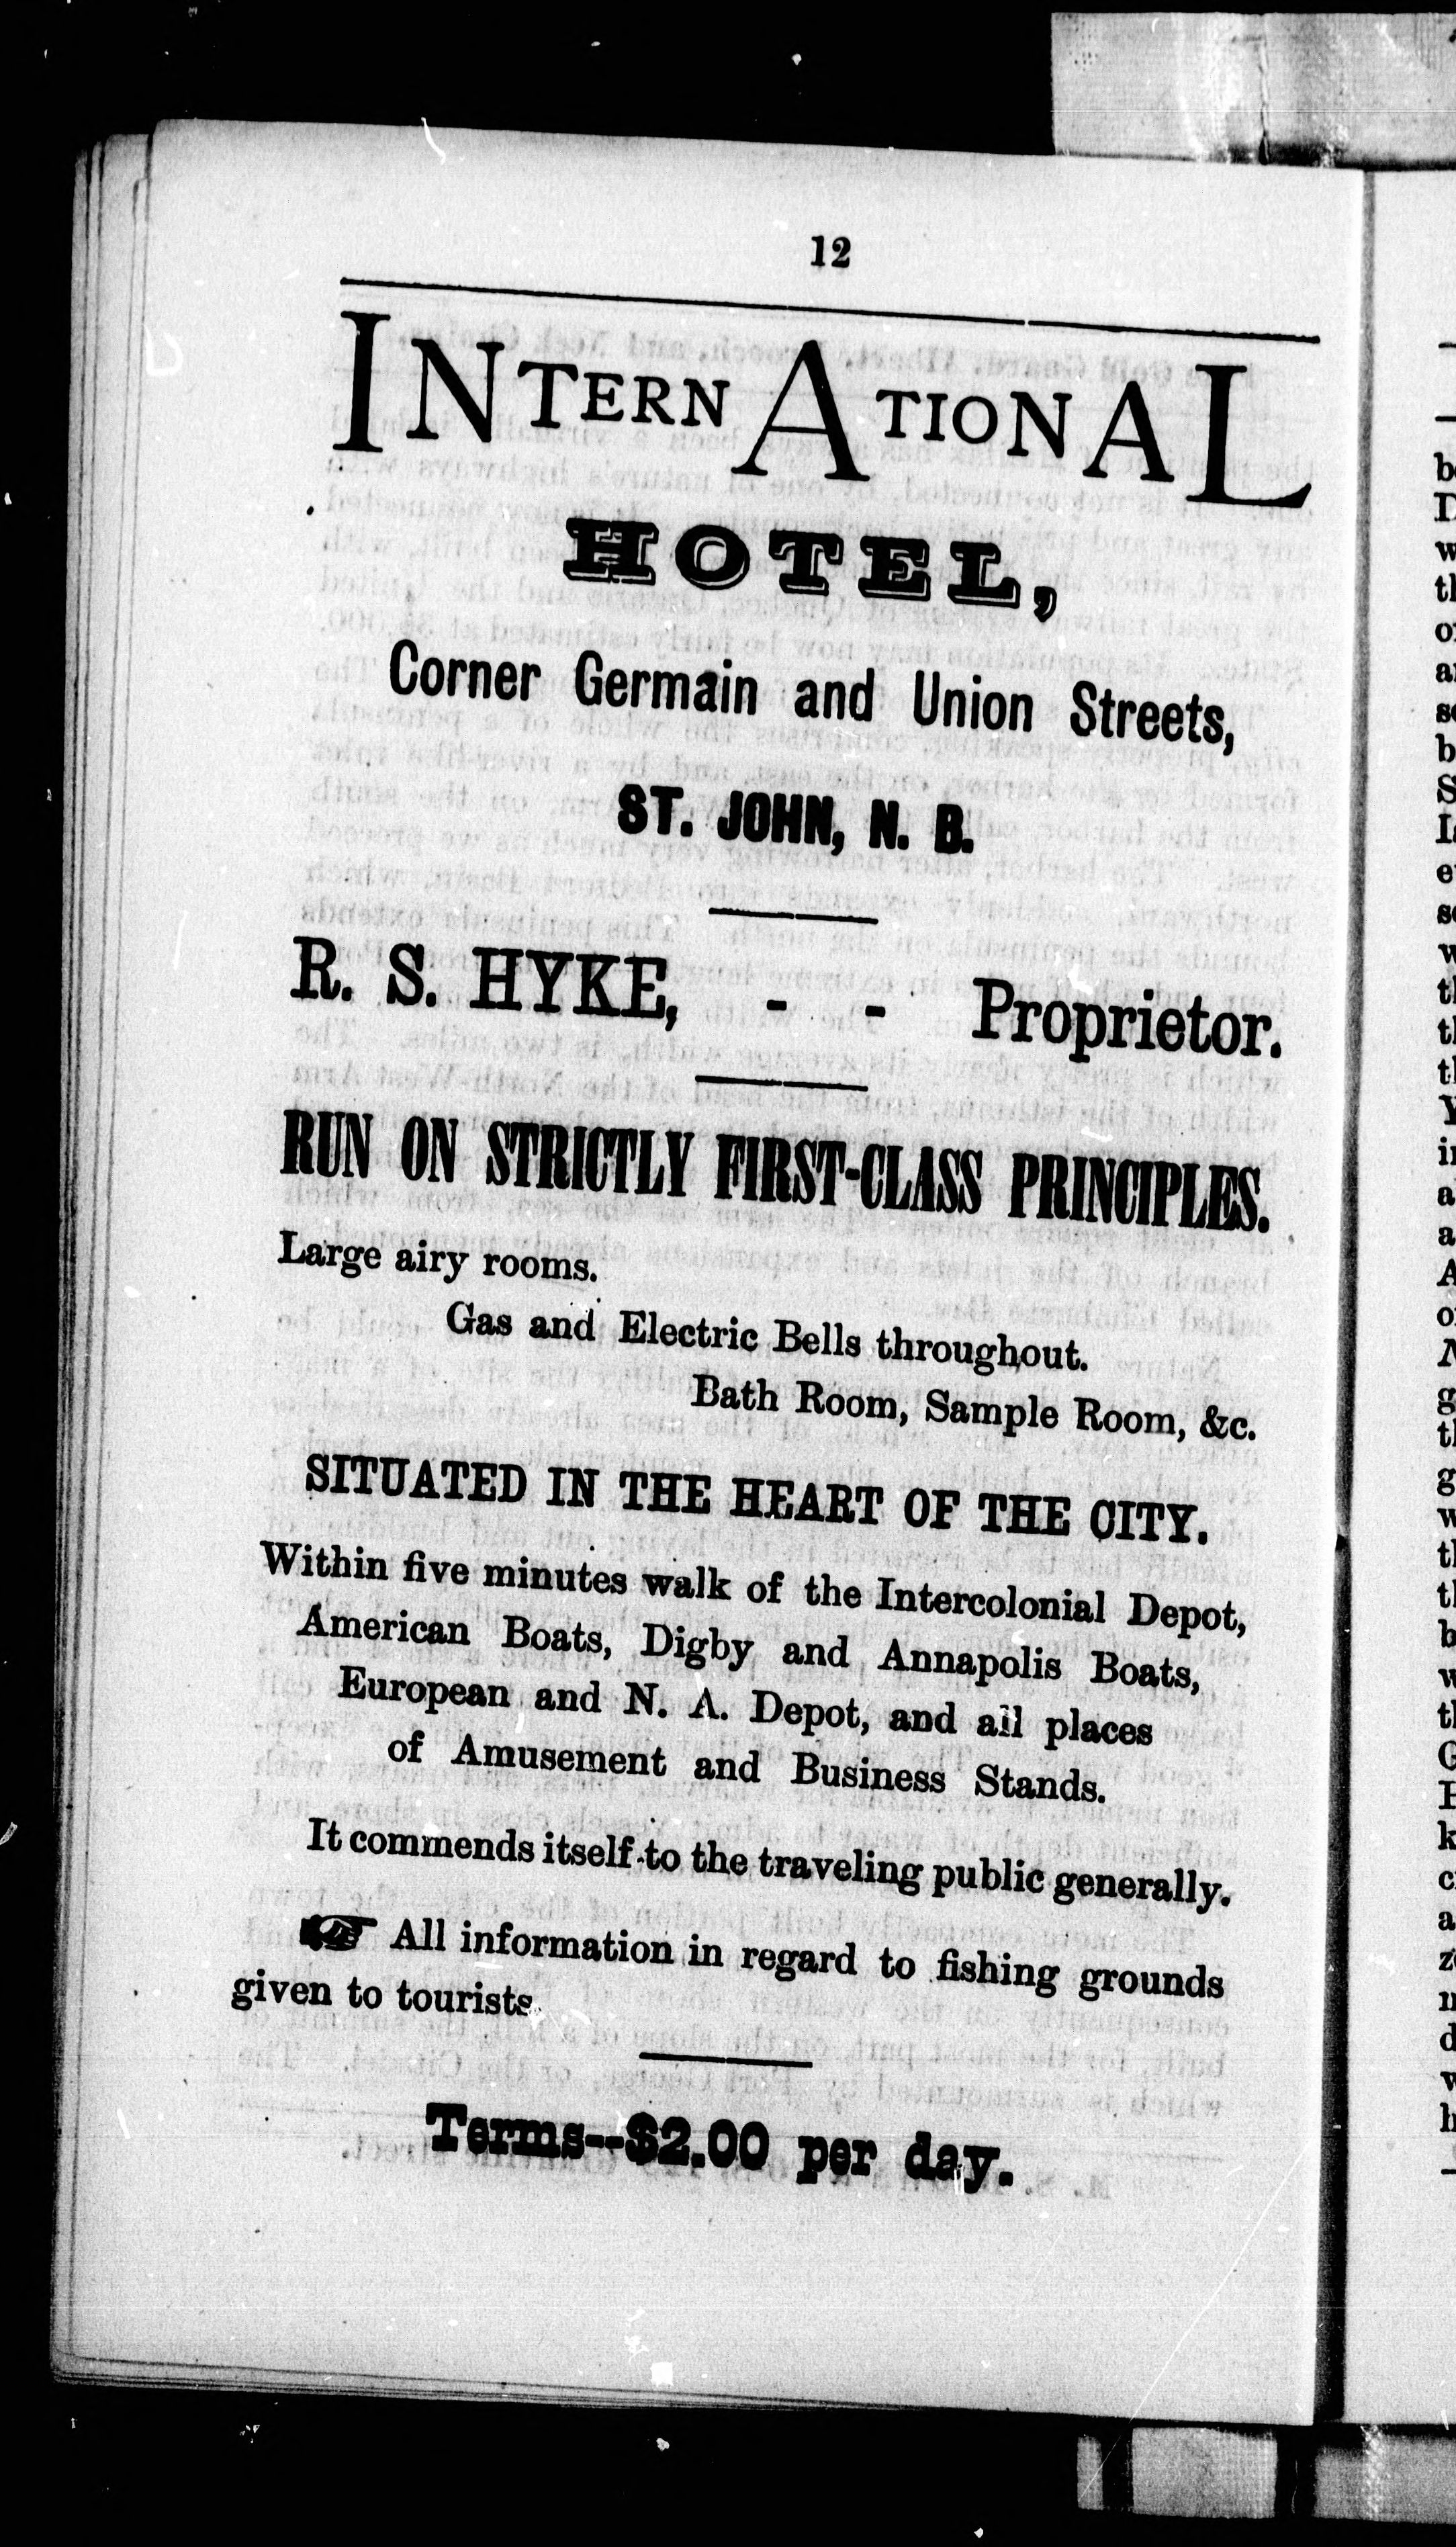 12
INTERNATIONAL
HOTEL,
Corner Germain and Union Streets,
ST. JOHN, N. B.
R. S. HYKE, - - Proprietor.
RUN ON STRICTLY FIRST-CLASS PRINCIPLES.
Large airy rooms.
Gas and Electric Bells throughout.
Bath Room, Sample Room, &c.
SITUATED IN THE HEART OF THE CITY.
Within five minutes walk of the Intercolonial Depot,
American Boats, Digby and Annapolis Boats,
European and N. A. Depot, and all places
of Amusement and Business Stands.
It commends itself to the traveling public generally.
☞ All information in regard to fishing grounds
given to tourists.
Terms--$2.00 per day.